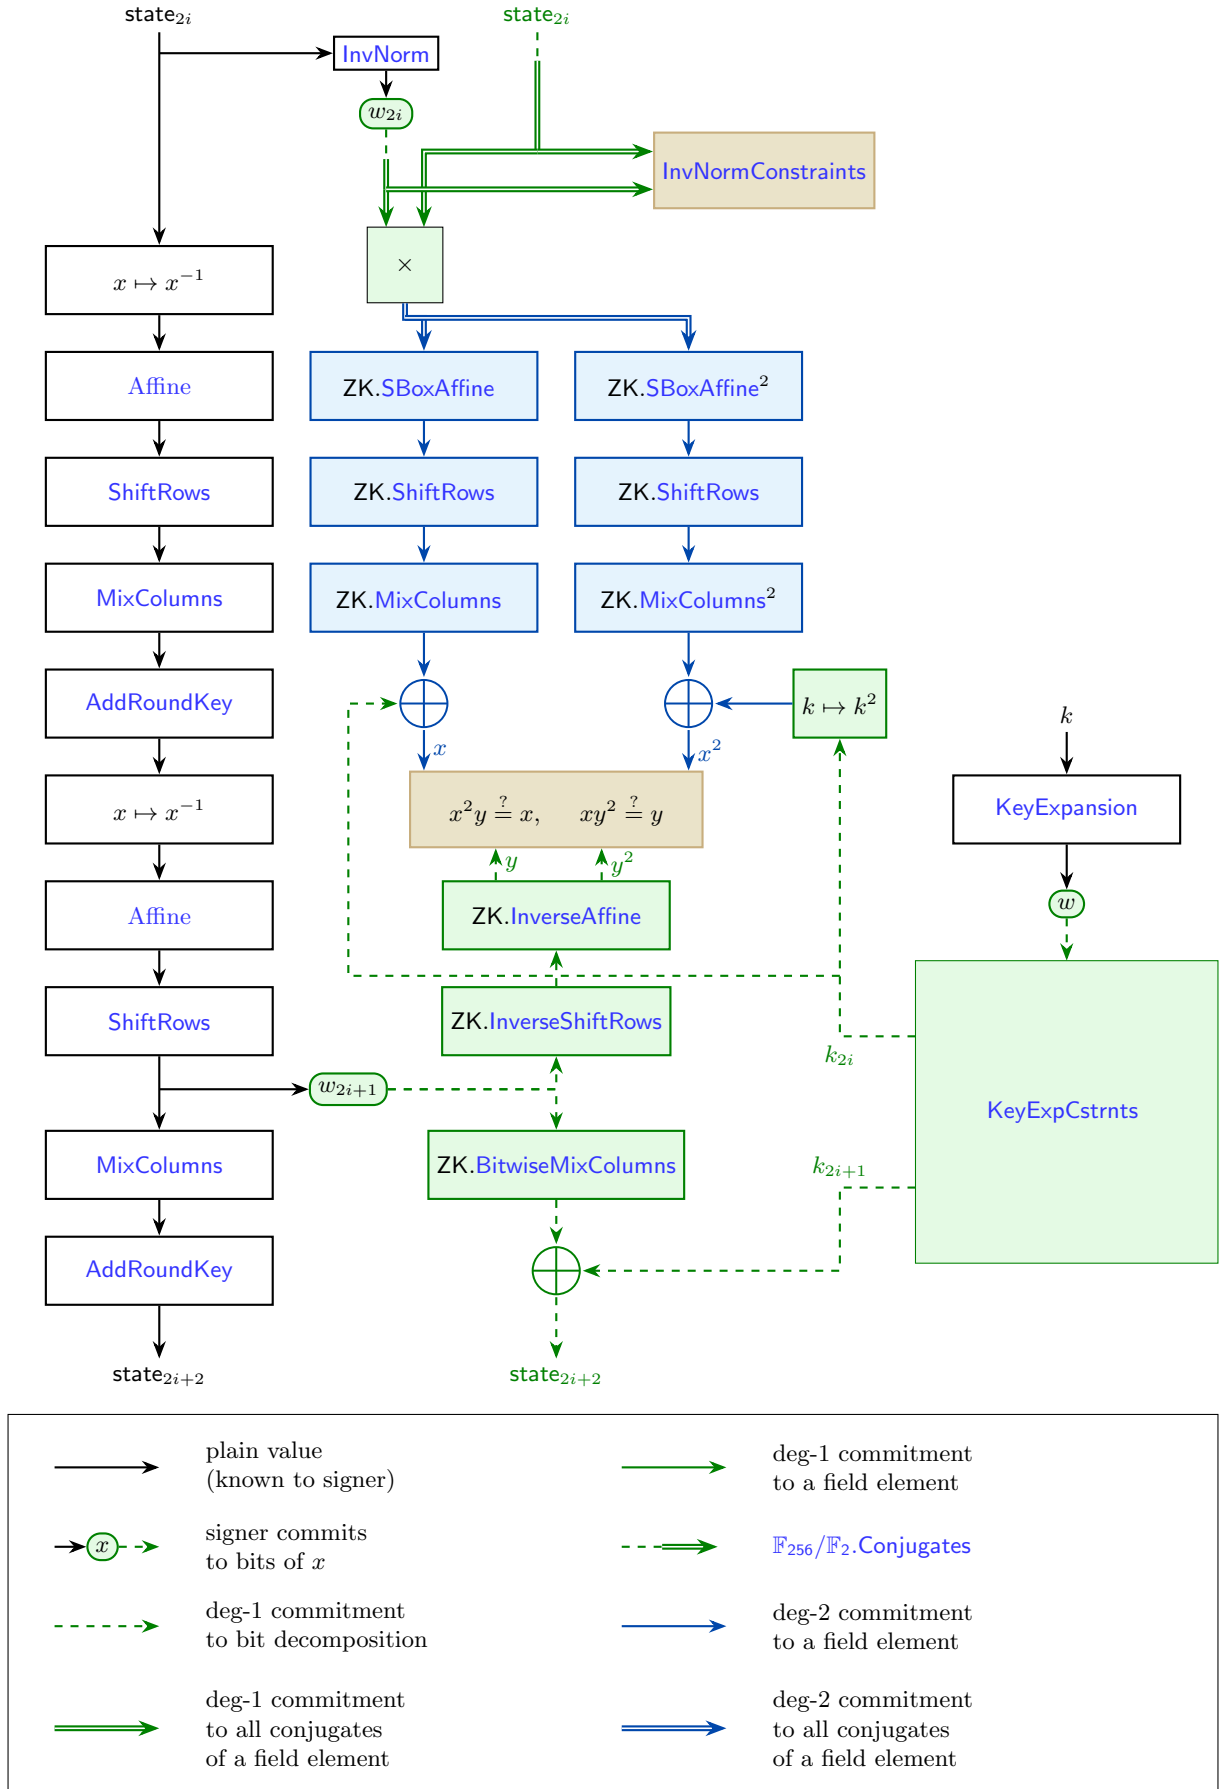 state₂ᵢ
state₂ᵢ
InvNorm
w₂ᵢ
InvNormConstraints
x ↦ x⁻¹
×
Affine
ZK.SBoxAffine
ZK.SBoxAffine²
ShiftRows
ZK.ShiftRows
ZK.ShiftRows
MixColumns
ZK.MixColumns
ZK.MixColumns²
AddRoundKey
k ↦ k²
k
x
x²
x ↦ x⁻¹
x²y ≟ x, xy² ≟ y
KeyExpansion
y
y²
Affine
ZK.InverseAffine
w
ShiftRows
ZK.InverseShiftRows
k₂ᵢ
w₂ᵢ₊₁
KeyExpCstrnts
MixColumns
ZK.BitwiseMixColumns
k₂ᵢ₊₁
AddRoundKey
state₂ᵢ₊₂
state₂ᵢ₊₂
plain value
(known to signer)
deg-1 commitment
to a field element
x
signer commits
to bits of x
𝔽₂₅₆/𝔽₂.Conjugates
deg-1 commitment
to bit decomposition
deg-2 commitment
to a field element
deg-1 commitment
to all conjugates
of a field element
deg-2 commitment
to all conjugates
of a field element